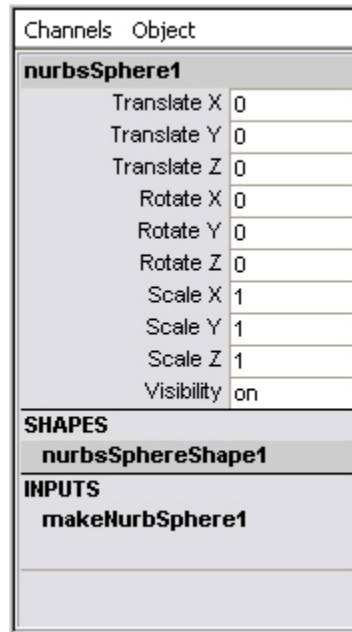 Channels Object
nurbsSphere1
Translate X 0
Translate Y 0
Translate Z 0
Rotate X 0
Rotate Y 0
Rotate Z 0
Scale X 1
Scale Y 1
Scale Z 1
Visibility on
SHAPES
nurbsSphereShape1
INPUTS
makeNurbSphere1